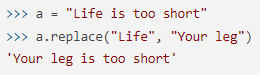 >>> a = "Life is too short"
>>> a.replace("Life", "Your leg")
'Your leg is too short'